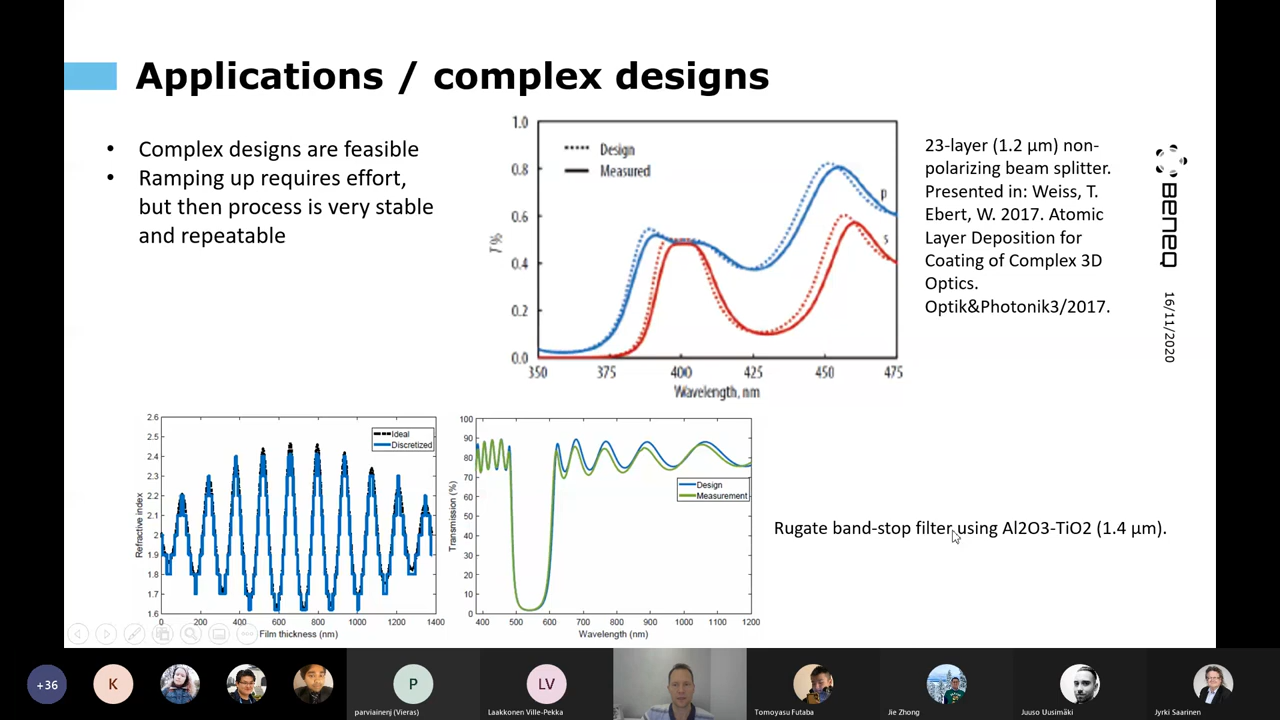 Applications / complex designs
• Complex designs are feasible
• Ramping up requires effort,
but then process is very stable
and repeatable
1.0
0.8
0.6
0.4
0.2
0.0
T%
Design
Measured
p
s
350
375
400
425
450
475
Wavelength, nm
23-layer (1.2 µm) non-
polarizing beam splitter.
Presented in: Weiss, T.
Ebert, W. 2017. Atomic
Layer Deposition for
Coating of Complex 3D
Optics.
Optik&Photonik3/2017.
BENEQ
16/11/2020
2.6
2.5
2.4
2.3
2.2
2.1
2
1.9
1.8
1.7
1.6
Refractive index
Ideal
Discretized
0
200
400
600
800
1000
1200
1400
Film thickness (nm)
100
90
80
70
60
50
40
30
20
10
0
Transmission (%)
Design
Measurement
400
500
600
700
800
900
1000
1100
1200
Wavelength (nm)
Rugate band-stop filter using Al2O3-TiO2 (1.4 µm).
+36
K
P
parviainenj (Vieras)
LV
Laakkonen Ville-Pekka
Tomoyasu Futaba
Jie Zhong
Juuso Uusimäki
Jyrki Saarinen